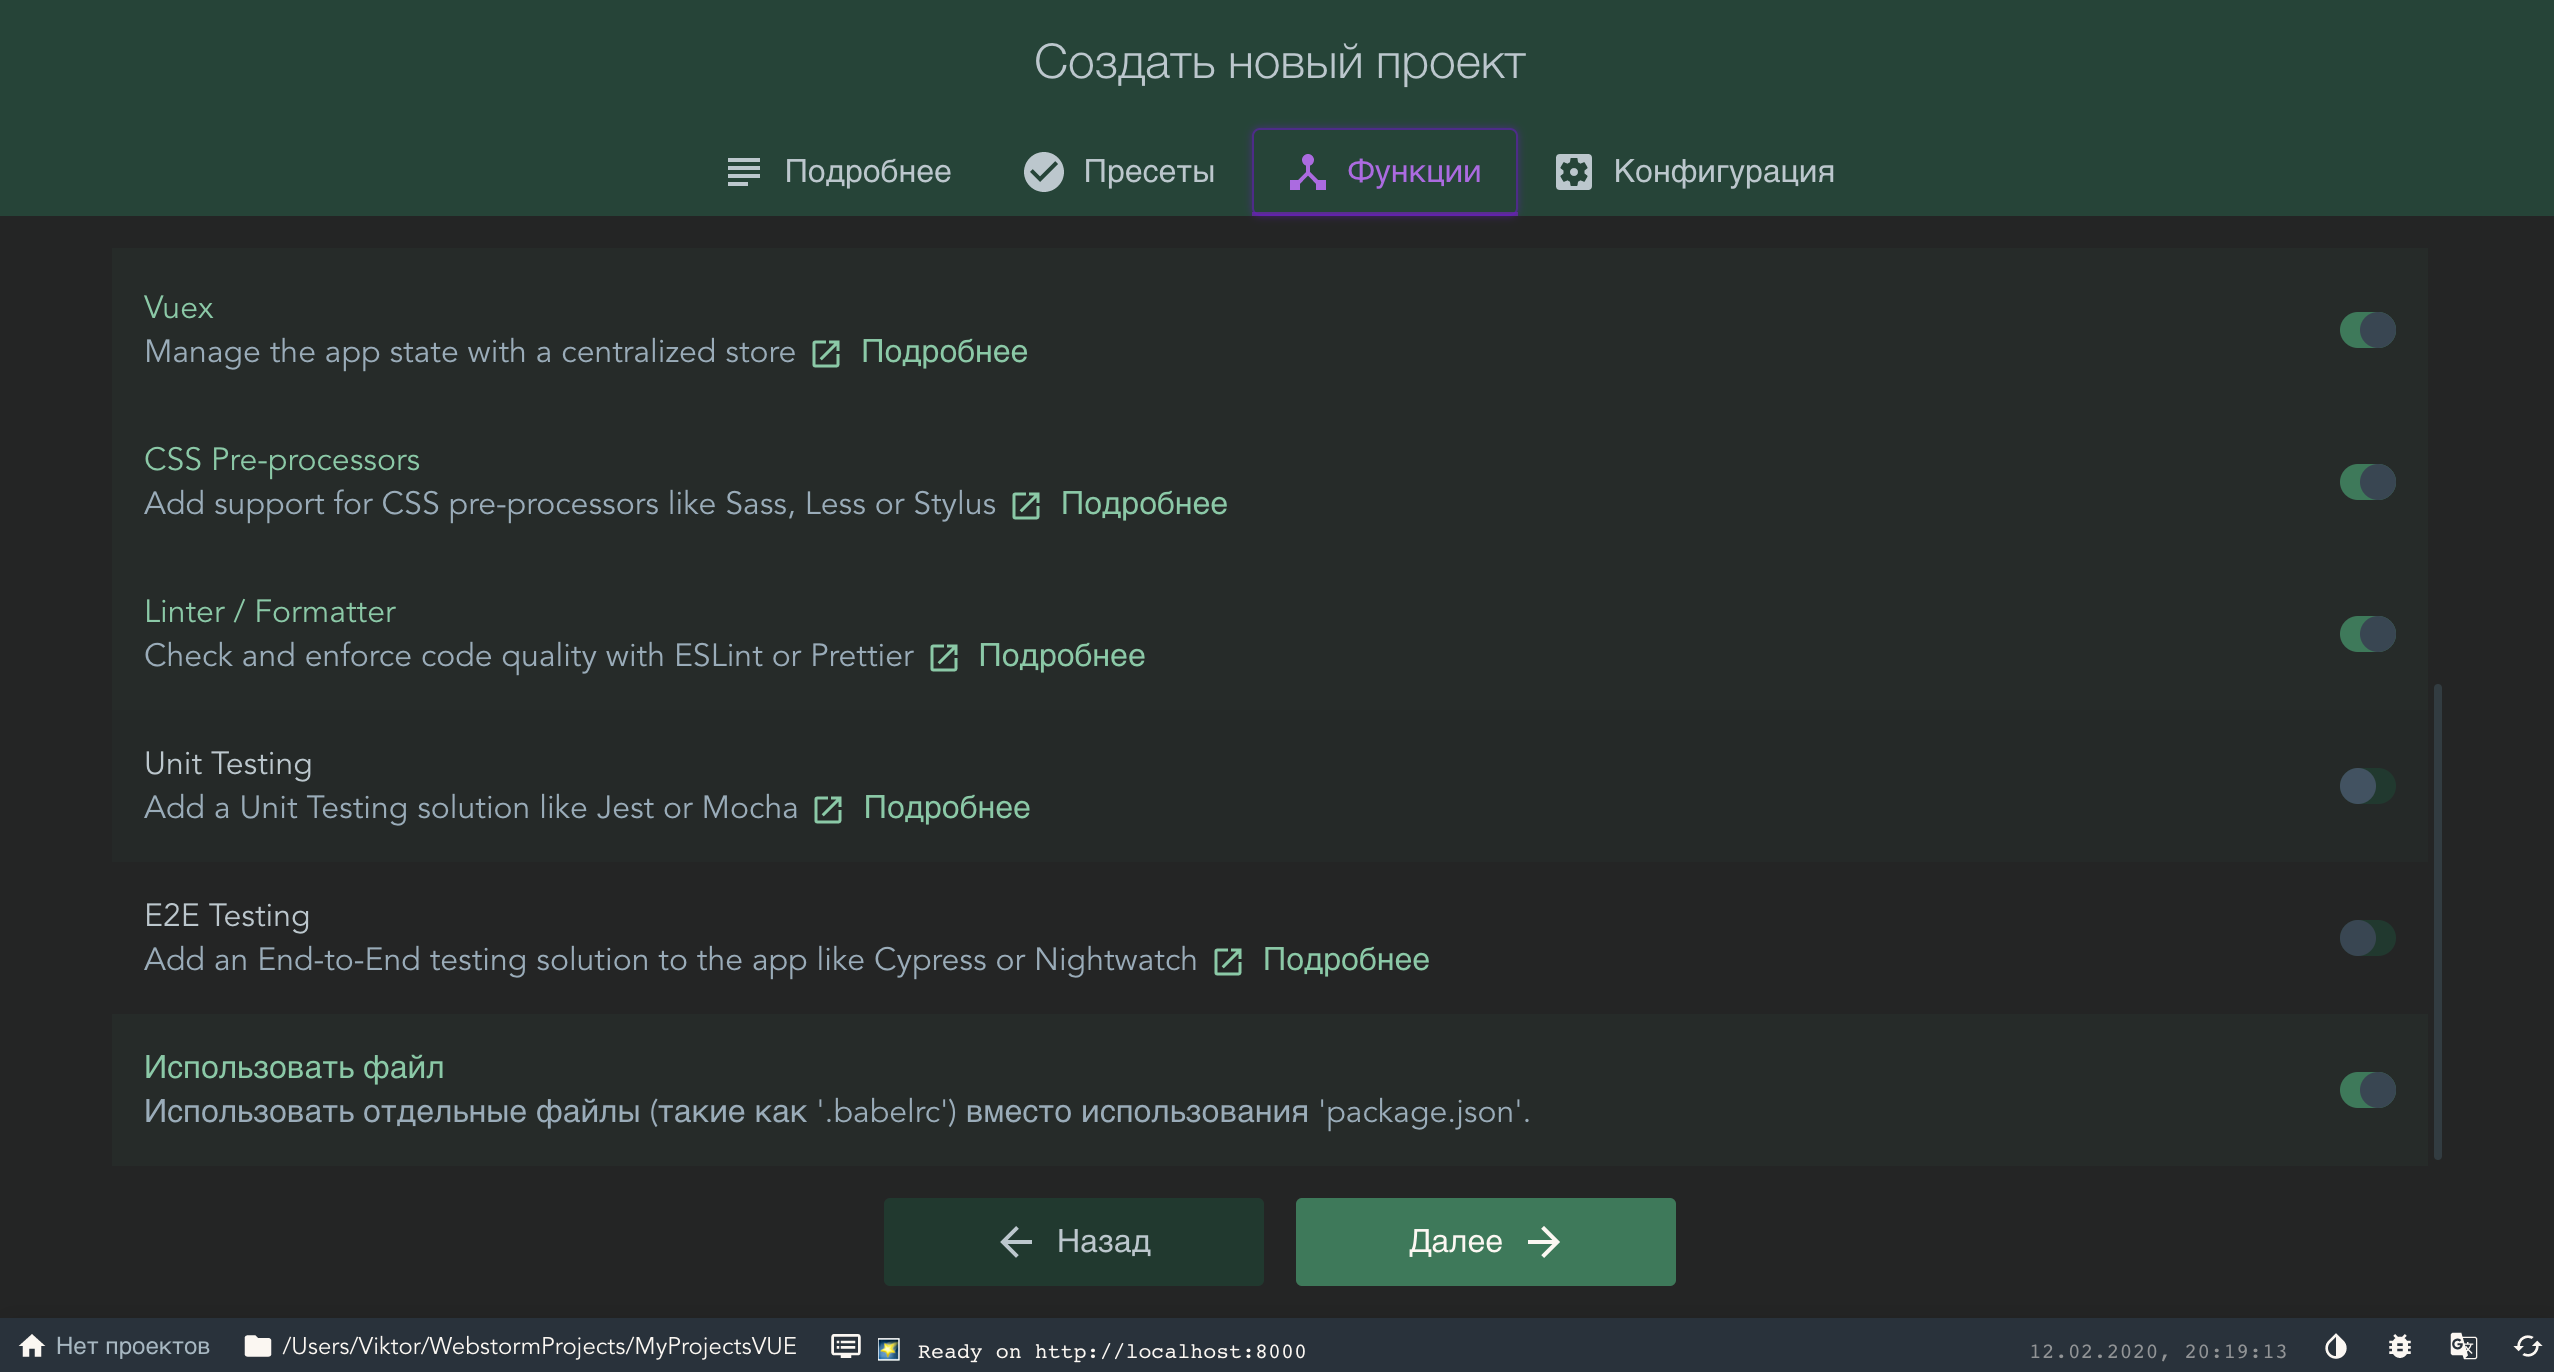 Создать новый проект
Подробнее Пресеты Функции Конфигурация
Vuex
Manage the app state with a centralized store Подробнее
CSS Pre-processors
Add support for CSS pre-processors like Sass, Less or Stylus Подробнее
Linter / Formatter
Check and enforce code quality with ESLint or Prettier Подробнее
Unit Testing
Add a Unit Testing solution like Jest or Mocha Подробнее
E2E Testing
Add an End-to-End testing solution to the app like Cypress or Nightwatch Подробнее
Использовать файл
Использовать отдельные файлы (такие как '.babelrc') вместо использования 'package.json'.
Назад Далее
Нет проектов /Users/Viktor/WebstormProjects/MyProjectsVUE Ready on http://localhost:8000 12.02.2020, 20:19:13